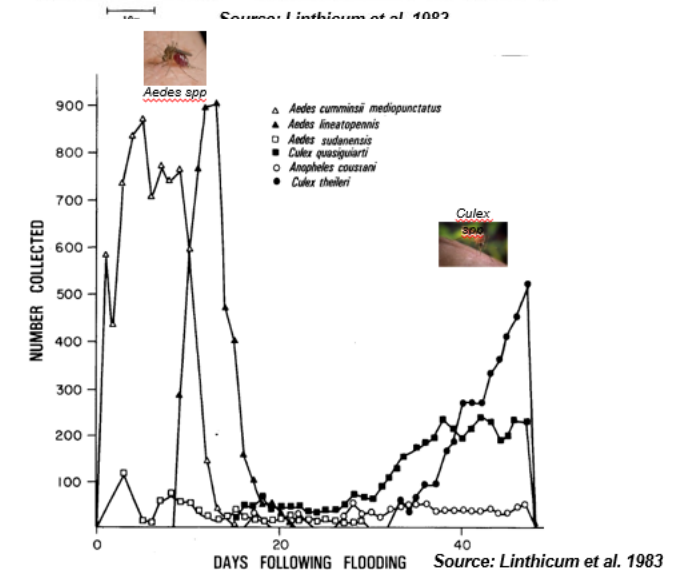 Source: Linthicum et al. 1983
Aedes spp
900
800
700
600
500
400
300
200
100
NUMBER COLLECTED
Aedes cumminsii mediopunctatus
Aedes lineatopennis
Aedes sudanensis
Culex quasiguiarti
Anopheles coustani
Culex theileri
Culex
spp
0
20
40
DAYS FOLLOWING FLOODING
Source: Linthicum et al. 1983